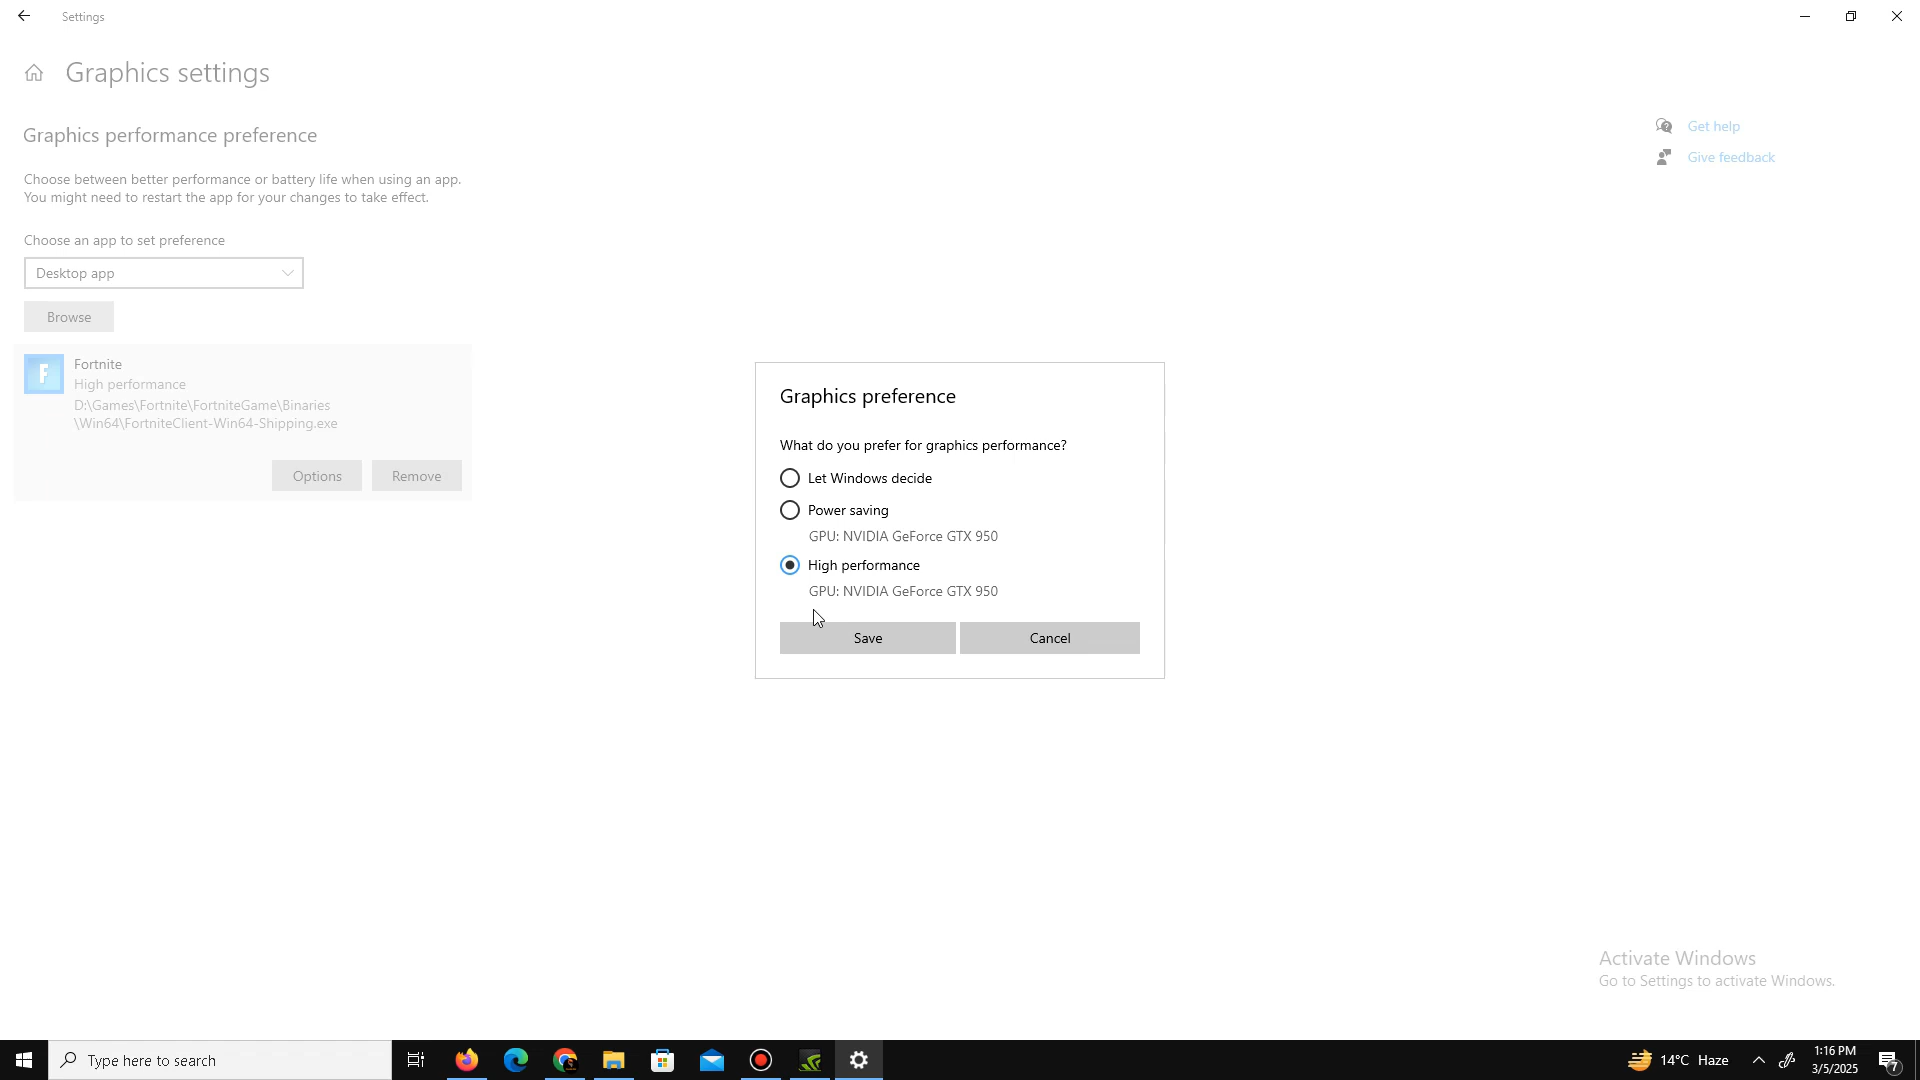 Settings
Graphics settings
Graphics performance preference
Choose between better performance or battery life when using an app.
You might need to restart the app for your changes to take effect.
Choose an app to set preference
Desktop app
Browse
F
Fortnite
High performance
D:\Games\Fortnite\FortniteGame\Binaries
\Win64\FortniteClient-Win64-Shipping.exe
Options
Remove
Get help
Give feedback
Graphics preference
What do you prefer for graphics performance?
Let Windows decide
Power saving
GPU: NVIDIA GeForce GTX 950
High performance
GPU: NVIDIA GeForce GTX 950
Save
Cancel
Activate Windows
Go to Settings to activate Windows.
Type here to search
14°C Haze
1:16 PM
3/5/2025
7